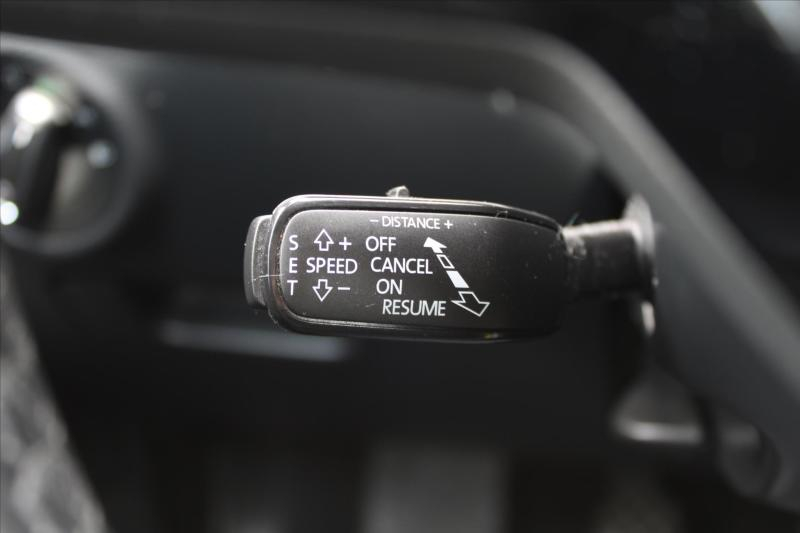 - DISTANCE +
S + OFF
E SPEED CANCEL
T - ON
RESUME